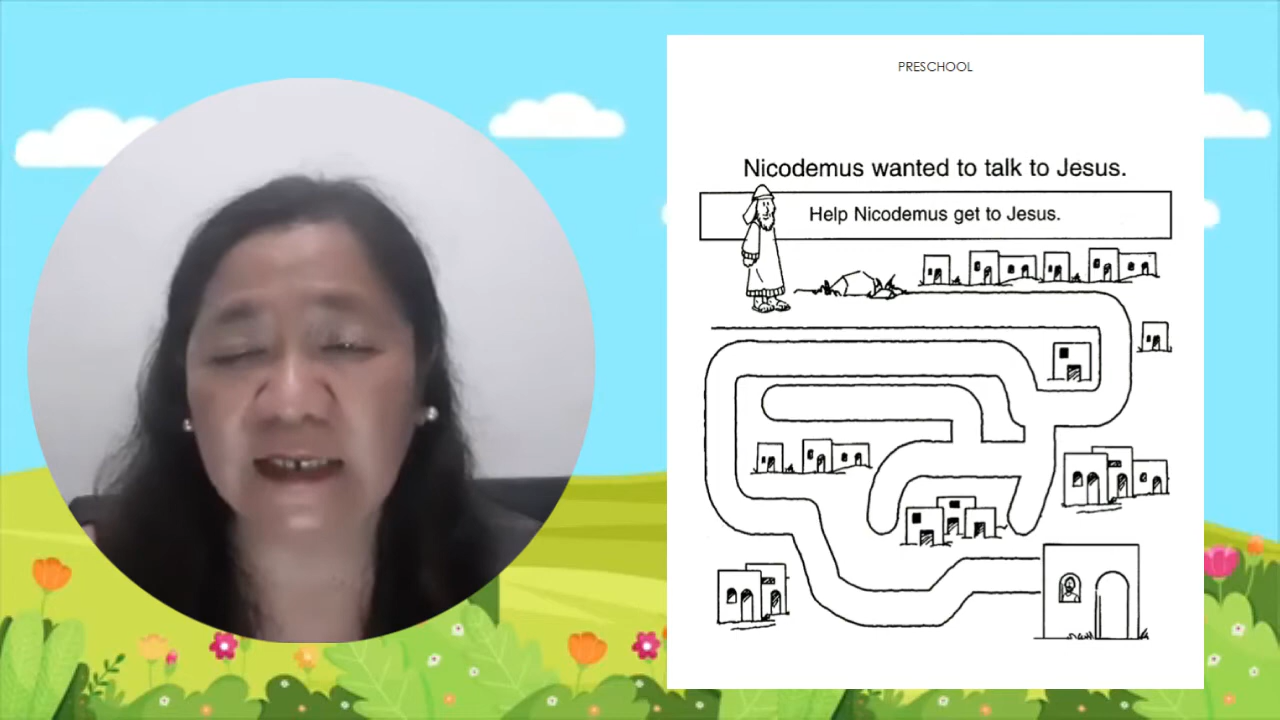 PRESCHOOL
Nicodemus wanted to talk to Jesus.
Help Nicodemus get to Jesus.